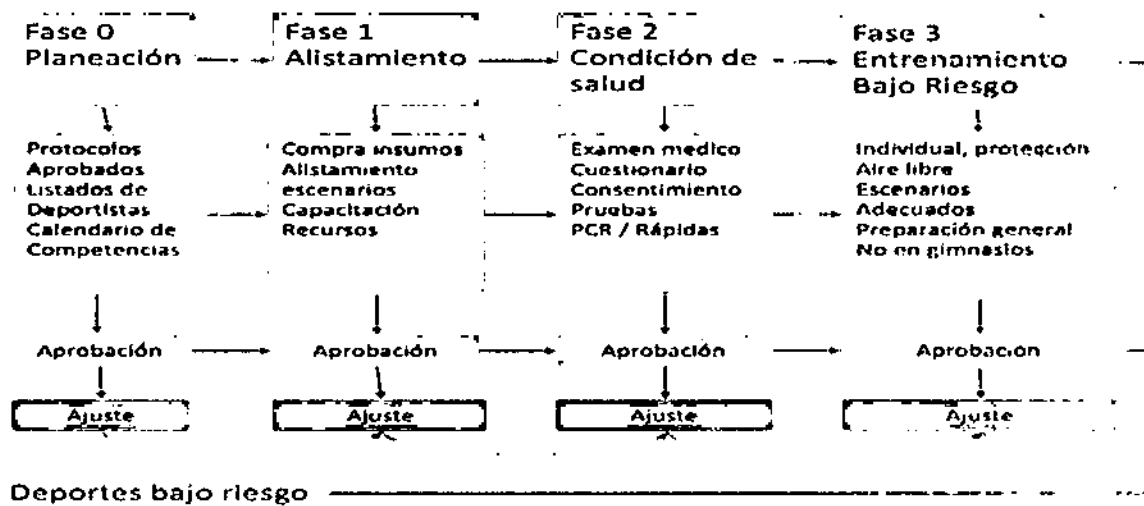 Fase 0
Planeación
Fase 1
Alistamiento
Fase 2
Condición de
salud
Fase 3
Entrenamiento
Bajo Riesgo
Protocolos
Aprobados
Listados de
Deportistas
Calendario de
Competencias
Compra insumos
Alistamiento
escenarios
Capacitación
Recursos
Examen medico
Cuestionario
Consentimiento
Pruebas
PCR / Rápidas
Individual, protección
Aire libre
Escenarios
Adecuados
Preparación general
No en gimnasios
Aprobación
Aprobación
Aprobación
Aprobación
Ajuste
Ajuste
Ajuste
Ajuste
Deportes bajo riesgo